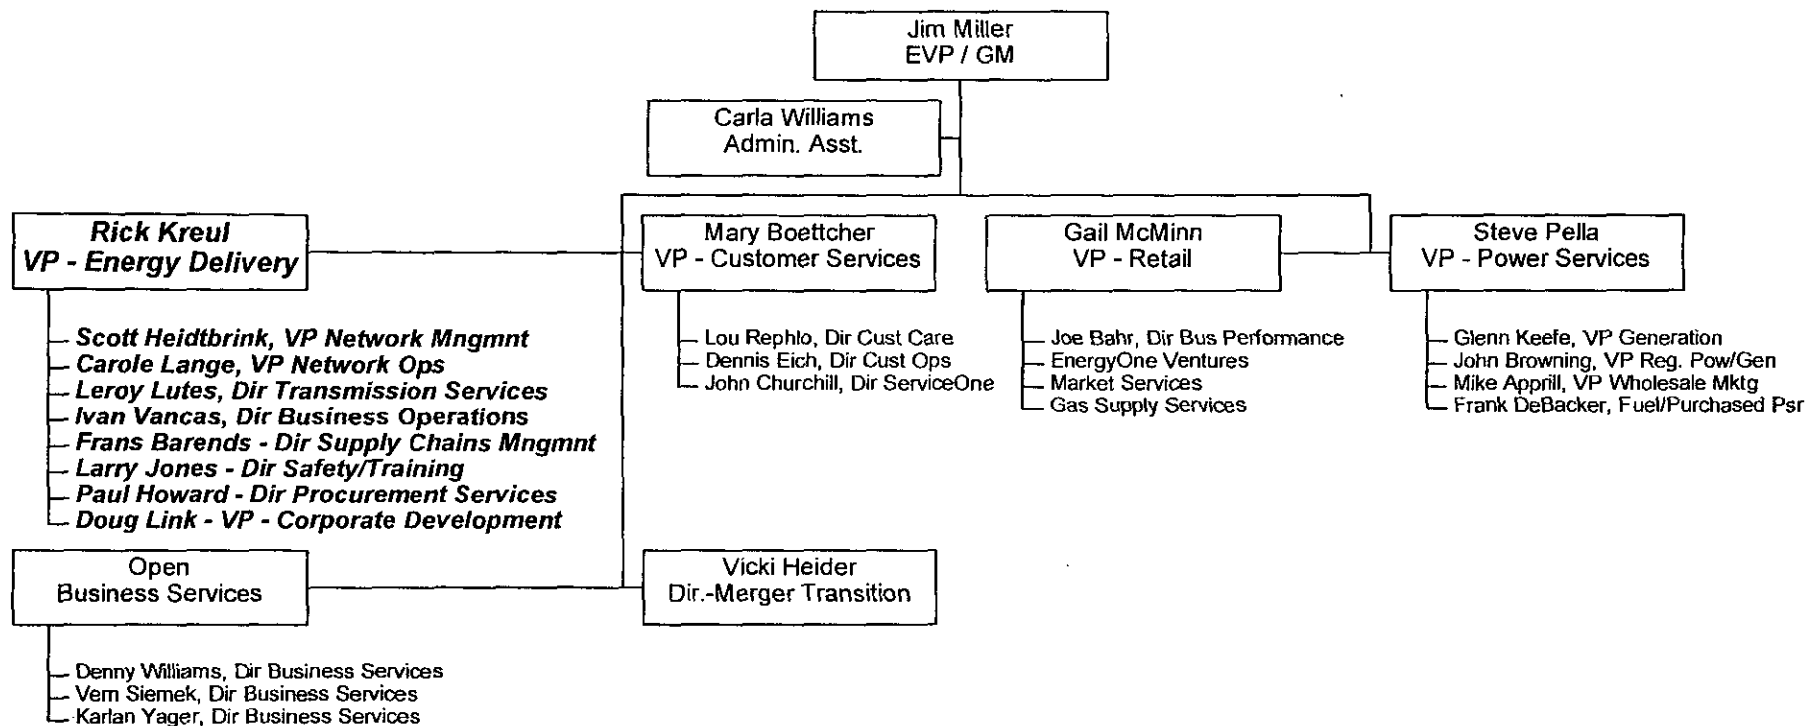 Jim Miller
EVP / GM
Carla Williams
Admin. Asst.
Rick Kreul
VP - Energy Delivery
Mary Boettcher
VP - Customer Services
Gail McMinn
VP - Retail
Steve Pella
VP - Power Services
Scott Heidtbrink, VP Network Mngmnt
Carole Lange, VP Network Ops
Leroy Lutes, Dir Transmission Services
Ivan Vancas, Dir Business Operations
Frans Barends - Dir Supply Chains Mngmnt
Larry Jones - Dir Safety/Training
Paul Howard - Dir Procurement Services
Doug Link - VP - Corporate Development
Lou Rephlo, Dir Cust Care
Dennis Eich, Dir Cust Ops
John Churchill, Dir ServiceOne
Joe Bahr, Dir Bus Performance
EnergyOne Ventures
Market Services
Gas Supply Services
Glenn Keefe, VP Generation
John Browning, VP Reg. Pow/Gen
Mike Apprill, VP Wholesale Mktg
Frank DeBacker, Fuel/Purchased Psr
Open
Business Services
Vicki Heider
Dir.-Merger Transition
Denny Williams, Dir Business Services
Vern Siemek, Dir Business Services
Karlan Yager, Dir Business Services